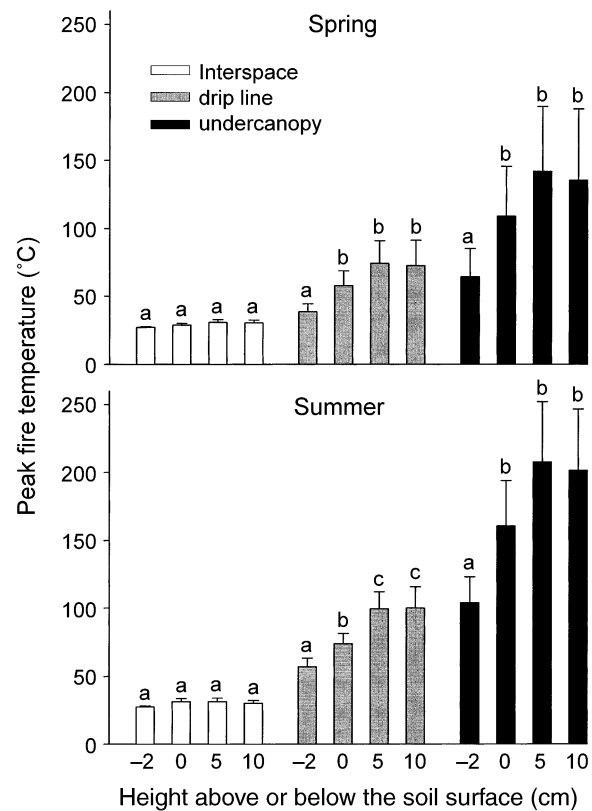 Peak fire temperature (˚C)
Spring
250
200
150
100
50
0
Interspace
drip line
undercanopy
a a a a a b b b a b b b
Summer
250
200
150
100
50
0
a a a a a b c c a b b b
–2 0 5 10 –2 0 5 10 –2 0 5 10
Height above or below the soil surface (cm)